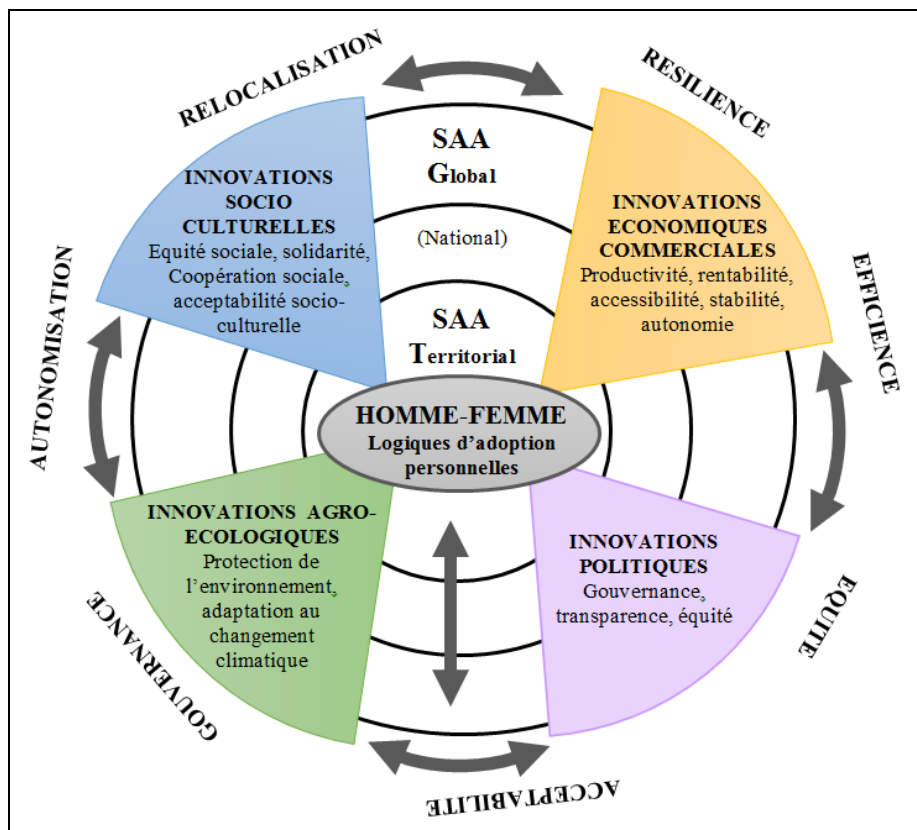 RELOCALISATION
RESILIENCE
EFFICIENCE
EQUITE
ACCEPTABILITE
GOUVERNANCE
AUTONOMISATION
SAA
Global
(National)
SAA
Territorial
INNOVATIONS
SOCIO
CULTURELLES
Equité sociale, solidarité,
Coopération sociale,
acceptabilité socio-
culturelle
INNOVATIONS
ECONOMIQUES
COMMERCIALES
Productivité, rentabilité,
accessibilité, stabilité,
autonomie
HOMME-FEMME
Logiques d’adoption
personnelles
INNOVATIONS AGRO-
ECOLOGIQUES
Protection de
l’environnement,
adaptation au
changement
climatique
INNOVATIONS
POLITIQUES
Gouvernance,
transparence, équité